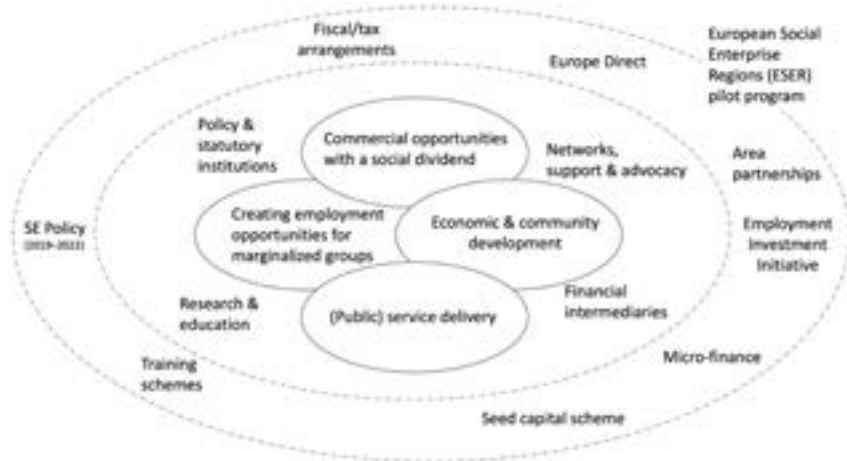 Fiscal/tax
arrangements
Europe Direct
European Social
Enterprise
Regions (ESER)
pilot program
Policy &
statutory
institutions
Commercial opportunities
with a social dividend
Networks,
support & advocacy
Area
partnerships
SE Policy
(2019–2022)
Creating employment
opportunities for
marginalized groups
Economic & community
development
Employment
Investment
Initiative
Research &
education
(Public) service delivery
Financial
intermediaries
Training
schemes
Micro-finance
Seed capital scheme